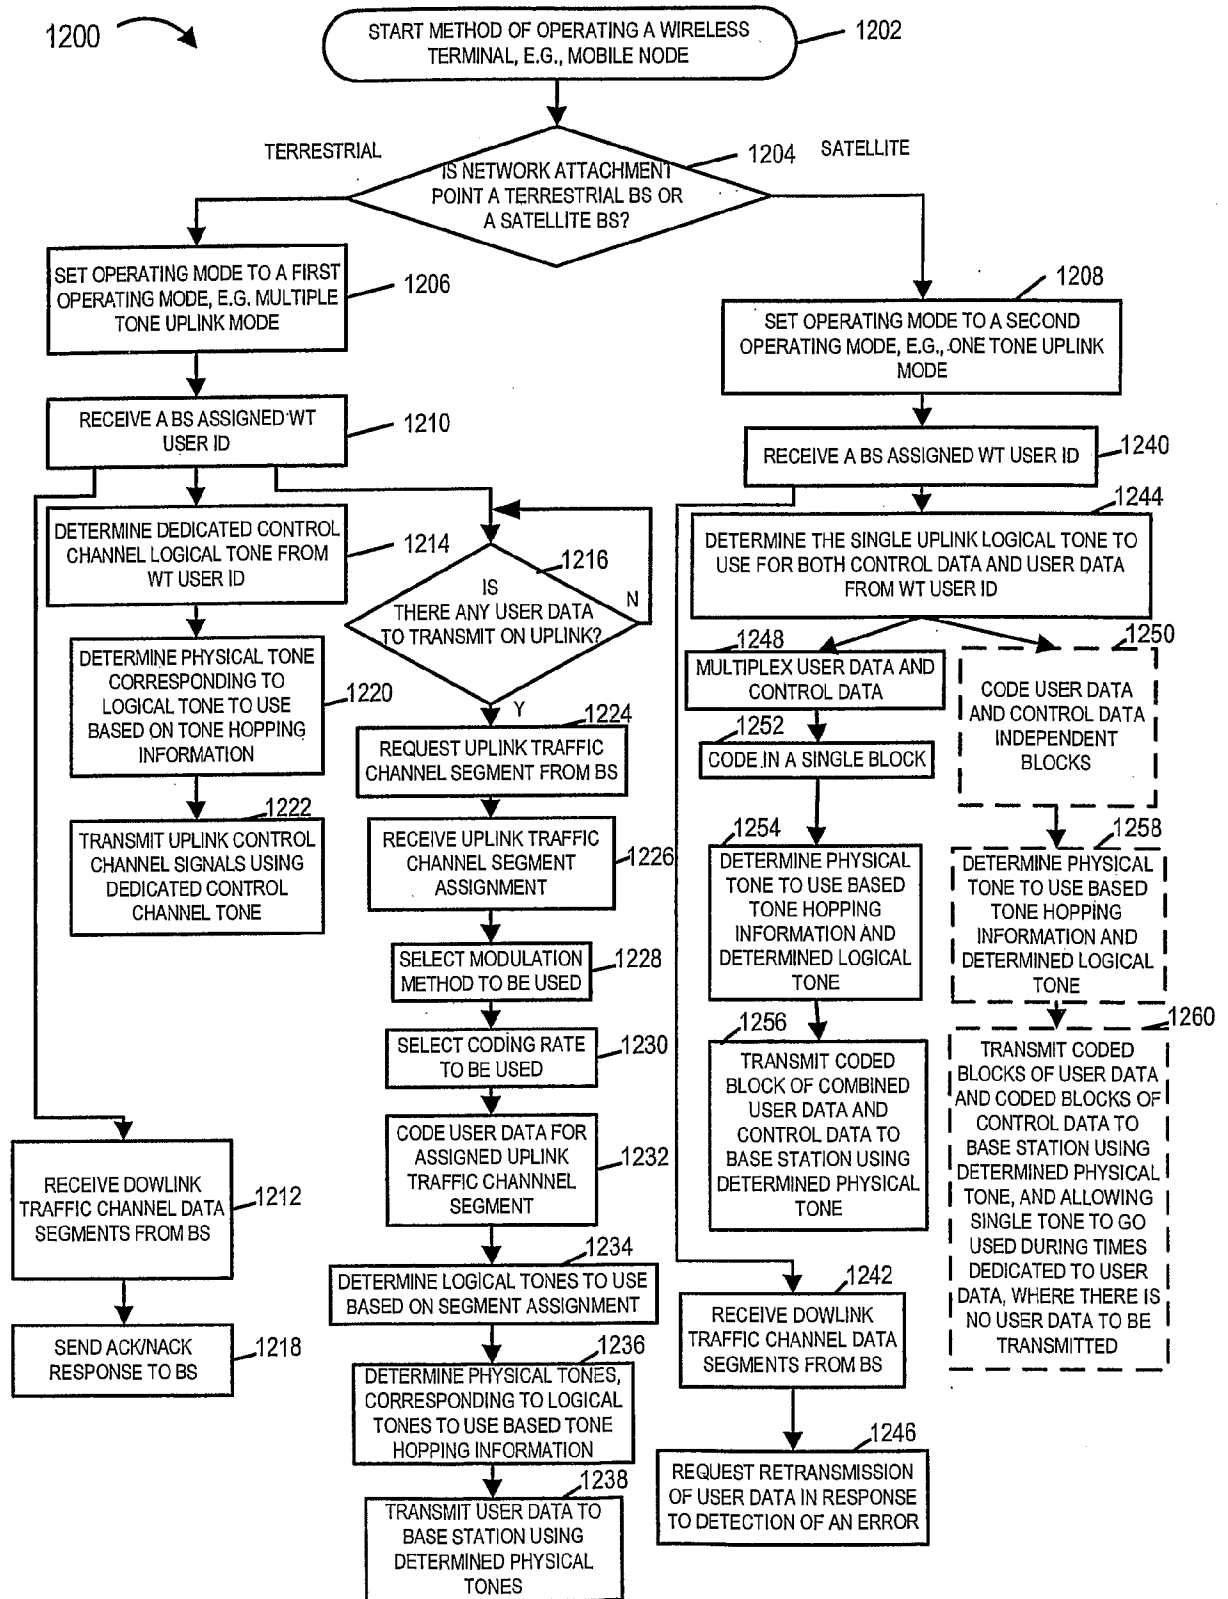 1200
START METHOD OF OPERATING A WIRELESS
TERMINAL, E.G., MOBILE NODE
1202
TERRESTRIAL
1204
SATELLITE
IS NETWORK ATTACHMENT
POINT A TERRESTRIAL BS OR
A SATELLITE BS?
SET OPERATING MODE TO A FIRST
OPERATING MODE, E.G. MULTIPLE
TONE UPLINK MODE
1206
1208
SET OPERATING MODE TO A SECOND
OPERATING MODE, E.G., ONE TONE UPLINK
MODE
RECEIVE A BS ASSIGNED WT
USER ID
1210
RECEIVE A BS ASSIGNED WT USER ID
1240
DETERMINE DEDICATED CONTROL
CHANNEL LOGICAL TONE FROM
WT USER ID
1214
1216
IS
THERE ANY USER DATA
TO TRANSMIT ON UPLINK?
N
Y
1244
DETERMINE THE SINGLE UPLINK LOGICAL TONE TO
USE FOR BOTH CONTROL DATA AND USER DATA
FROM WT USER ID
DETERMINE PHYSICAL TONE
CORRESPONDING TO
LOGICAL TONE TO USE
BASED ON TONE HOPPING
INFORMATION
1220
1222
TRANSMIT UPLINK CONTROL
CHANNEL SIGNALS USING
DEDICATED CONTROL
CHANNEL TONE
1224
REQUEST UPLINK TRAFFIC
CHANNEL SEGMENT FROM BS
RECEIVE UPLINK TRAFFIC
CHANNEL SEGMENT
ASSIGNMENT
1226
SELECT MODULATION
METHOD TO BE USED
1228
SELECT CODING RATE
TO BE USED
1230
CODE USER DATA FOR
ASSIGNED UPLINK
TRAFFIC CHANNNEL
SEGMENT
1232
1234
DETERMINE LOGICAL TONES TO USE
BASED ON SEGMENT ASSIGNMENT
1236
DETERMINE PHYSICAL TONES,
CORRESPONDING TO LOGICAL
TONES TO USE BASED TONE
HOPPING INFORMATION
1238
TRANSMIT USER DATA TO
BASE STATION USING
DETERMINED PHYSICAL
TONES
RECEIVE DOWLINK
TRAFFIC CHANNEL DATA
SEGMENTS FROM BS
1212
SEND ACK/NACK
RESPONSE TO BS
1218
1248
MULTIPLEX USER DATA AND
CONTROL DATA
1252
CODE IN A SINGLE BLOCK
1254
DETERMINE PHYSICAL
TONE TO USE BASED
TONE HOPPING
INFORMATION AND
DETERMINED LOGICAL
TONE
1256
TRANSMIT CODED
BLOCK OF COMBINED
USER DATA AND
CONTROL DATA TO
BASE STATION USING
DETERMINED PHYSICAL
TONE
1250
CODE USER DATA
AND CONTROL DATA
INDEPENDENT
BLOCKS
1258
DETERMINE PHYSICAL
TONE TO USE BASED
TONE HOPPING
INFORMATION AND
DETERMINED LOGICAL
TONE
1260
TRANSMIT CODED
BLOCKS OF USER DATA
AND CODED BLOCKS OF
CONTROL DATA TO
BASE STATION USING
DETERMINED PHYSICAL
TONE, AND ALLOWING
SINGLE TONE TO GO
USED DURING TIMES
DEDICATED TO USER
DATA, WHERE THERE IS
NO USER DATA TO BE
TRANSMITTED
1242
RECEIVE DOWLINK
TRAFFIC CHANNEL DATA
SEGMENTS FROM BS
1246
REQUEST RETRANSMISSION
OF USER DATA IN RESPONSE
TO DETECTION OF AN ERROR